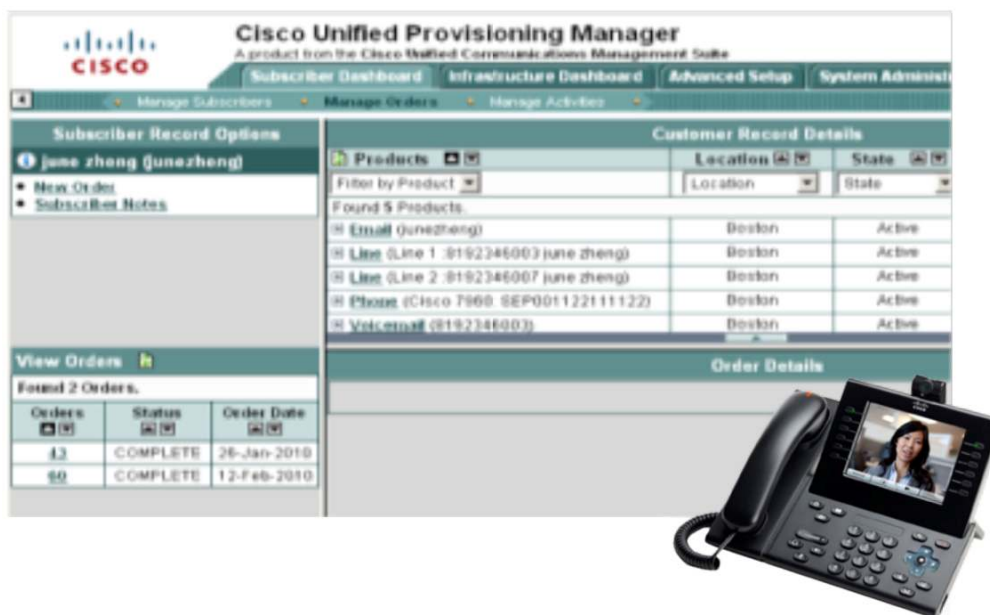 CISCO
Cisco Unified Provisioning Manager
A product from the Cisco Unified Communications Management Suite
Subscriber Dashboard Infrastructure Dashboard Advanced Setup System Administ
Manage Subscribers Manage Orders Manage Activities
Subscriber Record Options
june zheng (junezheng)
New Order
Subscriber Notes
Customer Record Details
Products Location State
Filter by Product Location State
Found 5 Products.
Email (junezheng) Boston Active
Line (Line 1 :8192346003 june zheng) Boston Active
Line (Line 2 :8192346007 june zheng) Boston Active
Phone (Cisco 7960: SEP001122111122) Boston Active
Voicemail (8192346003) Boston Active
View Orders
Found 2 Orders.
Orders Status Order Date
43 COMPLETE 26-Jan-2010
60 COMPLETE 12-Feb-2010
Order Details